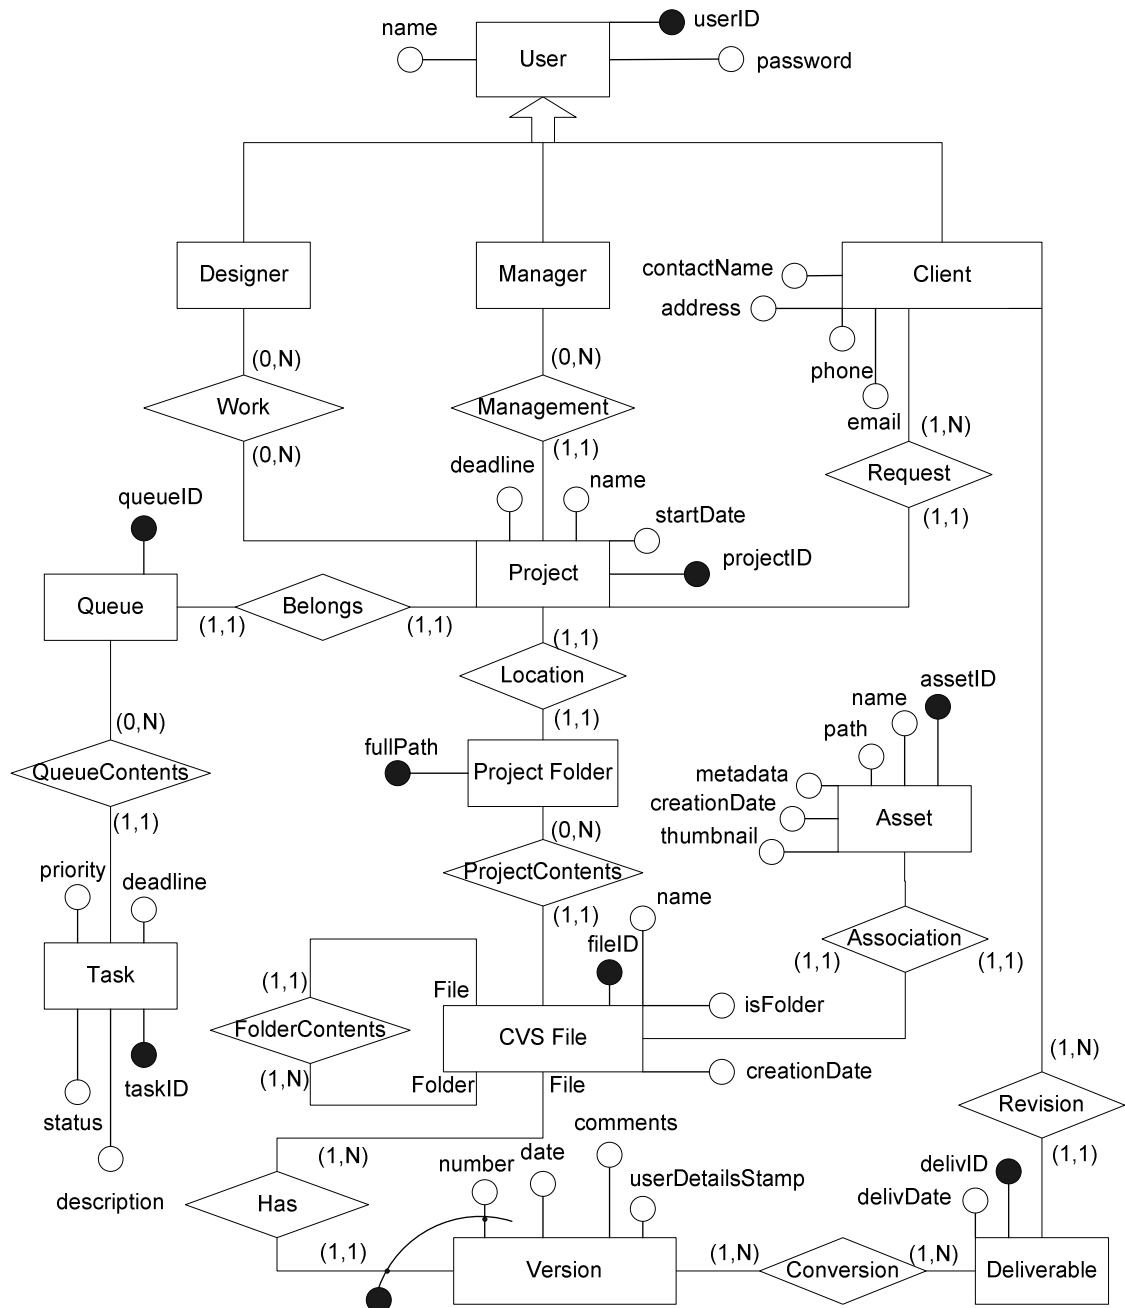 userID
name
User
password
Designer
Manager
contactName
Client
address
(0,N)
(0,N)
phone
Work
Management
email
(1,N)
(0,N)
(1,1)
deadline
name
Request
queueID
startDate
(1,1)
projectID
Project
Queue
Belongs
(1,1)
(1,1)
(1,1)
Location
assetID
name
(0,N)
(1,1)
path
fullPath
QueueContents
Project Folder
metadata
creationDate
(1,1)
(0,N)
Asset
thumbnail
priority
deadline
ProjectContents
name
(1,1)
fileID
Association
(1,1)
(1,1)
Task
(1,1)
File
isFolder
FolderContents
CVS File
(1,N)
creationDate
(1,N)
Folder
File
taskID
Revision
status
comments
(1,N)
date
(1,1)
number
delivID
userDetailsStamp
description
Has
delivDate
(1,1)
(1,N)
(1,N)
Version
Conversion
Deliverable